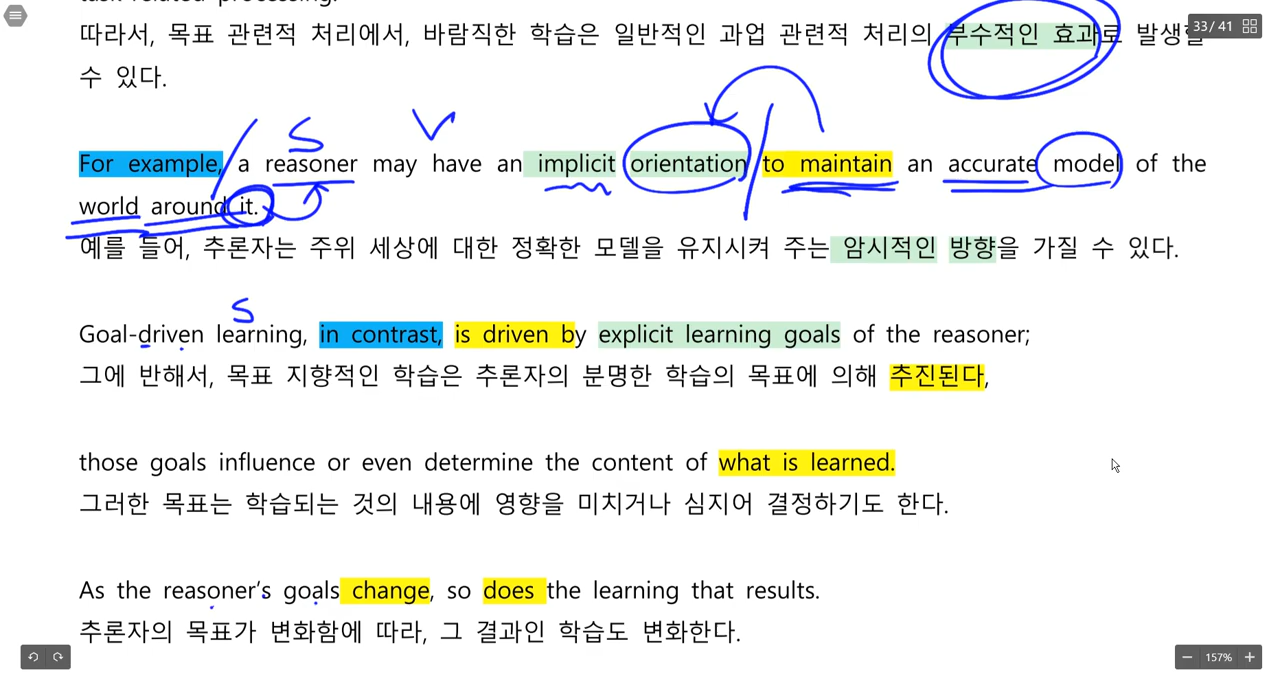 task-related processing.
33 / 41
따라서, 목표 관련적 처리에서, 바람직한 학습은 일반적인 과업 관련적 처리의 부수적인 효과로 발생할
수 있다.
S
V
For example, a reasoner may have an implicit orientation to maintain an accurate model of the
world around it.
예를 들어, 추론자는 주위 세상에 대한 정확한 모델을 유지시켜 주는 암시적인 방향을 가질 수 있다.
S
Goal-driven learning, in contrast, is driven by explicit learning goals of the reasoner;
그에 반해서, 목표 지향적인 학습은 추론자의 분명한 학습의 목표에 의해 추진된다,
those goals influence or even determine the content of what is learned.
그러한 목표는 학습되는 것의 내용에 영향을 미치거나 심지어 결정하기도 한다.
As the reasoner's goals change, so does the learning that results.
추론자의 목표가 변화함에 따라, 그 결과인 학습도 변화한다.
157%